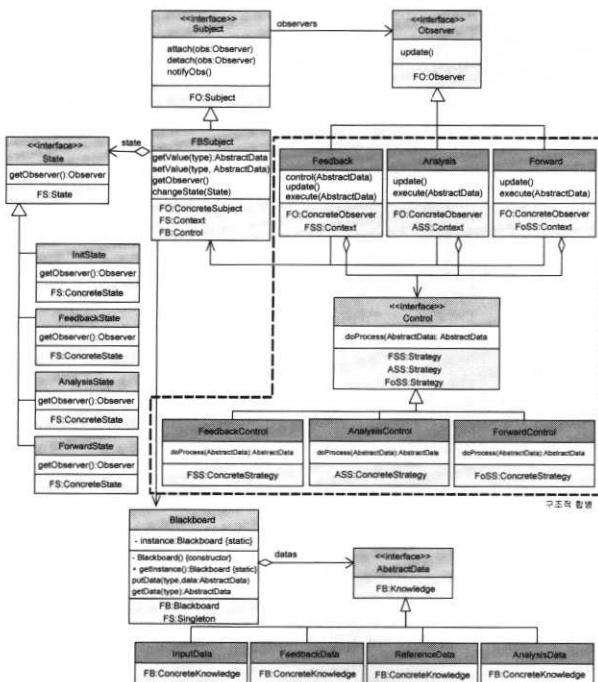 <<interface>>
Subject
attach(obs:Observer)
detach(obs:Observer)
notifyObs()
FO:Subject
observers
<<interface>>
Observer
update()
FO:Observer
<<interface>>
State
getObserver():Observer
FS:State
state
FBSubject
getValue(type):AbstractData
setValue(type, AbstractData)
getObserver()
changeState(State)
FO:ConcreteSubject
FS:Context
FB:Control
Feedback
control(AbstractData)
update()
execute(AbstractData)
FO:ConcreteObserver
FSS:Context
Analysis
update()
execute(AbstractData)
FO:ConcreteObserver
ASS:Context
Forward
update()
execute(AbstractData)
FO:ConcreteObserver
FoSS:Context
InitState
getObserver():Observer
FS:ConcreteState
FeedbackState
getObserver():Observer
FS:ConcreteState
AnalysisState
getObserver():Observer
FS:ConcreteState
ForwardState
getObserver():Observer
FS:ConcreteState
<<interface>>
Control
doProcess(AbstractData): AbstractData
FSS:Strategy
ASS:Strategy
FoSS:Strategy
FeedbackControl
doProcess(AbstractData):AbstractData
FSS:ConcreteStrategy
AnalysisControl
doProcess(AbstractData):AbstractData
ASS:ConcreteStrategy
ForwardControl
doProcess(AbstractData):AbstractData
FoSS:ConcreteStrategy
구조적 합병
Blackboard
- instance:Blackboard {static}
- Blackboard() {constructor}
+ getInstance():Blackboard {static}
putData(type,data:AbstractData)
getData(type):AbstractData
FB:Blackboard
FS:Singleton
datas
<<interface>>
AbstractData
FB:Knowledge
InputData
FB:ConcreteKnowledge
FeedbackData
FB:ConcreteKnowledge
ReferenceData
FB:ConcreteKnowledge
AnalysisData
FB:ConcreteKnowledge